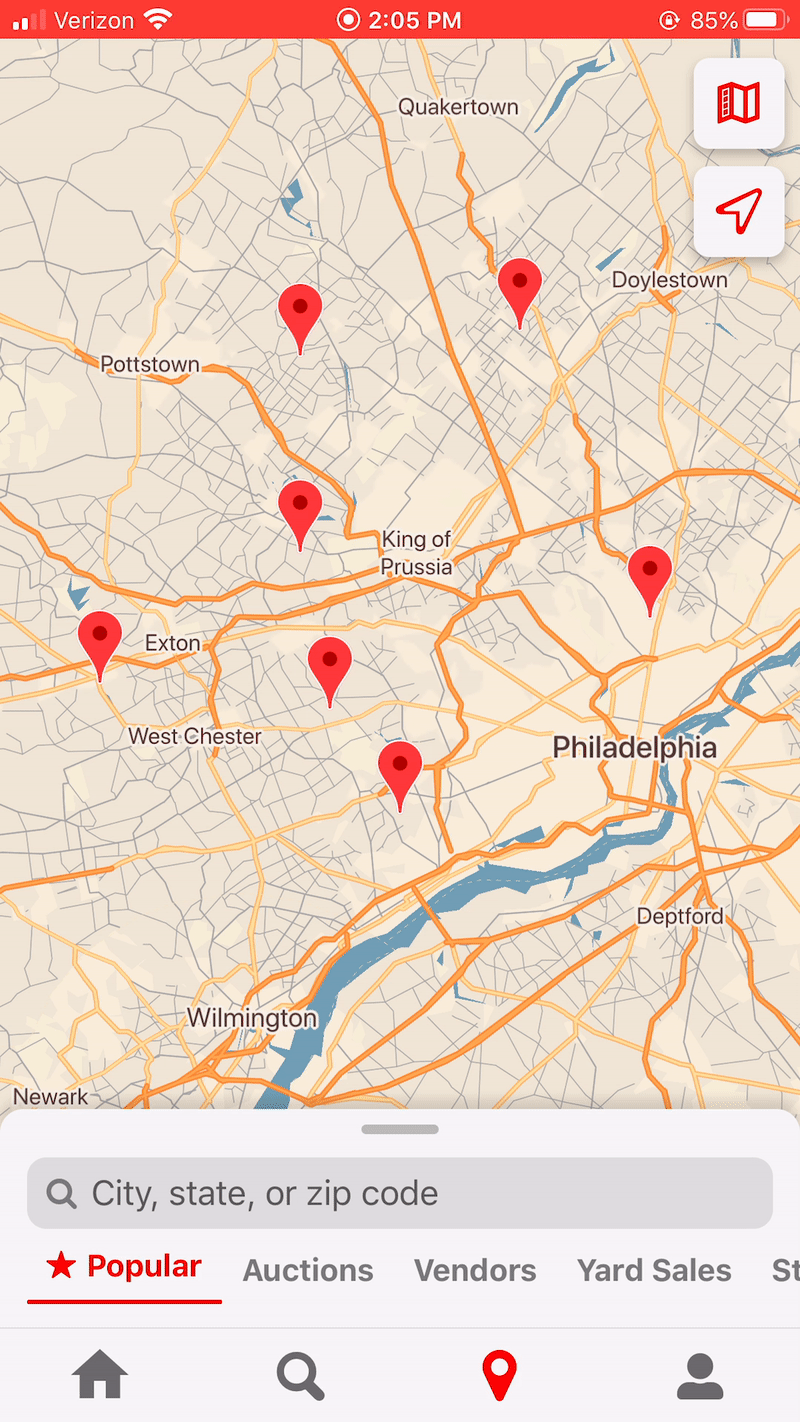 Verizon 2:05 PM 85%
Quakertown
Doylestown
Pottstown
King of
Prussia
Exton
West Chester
Philadelphia
Deptford
Wilmington
Newark
City, state, or zip code
Popular Auctions Vendors Yard Sales St